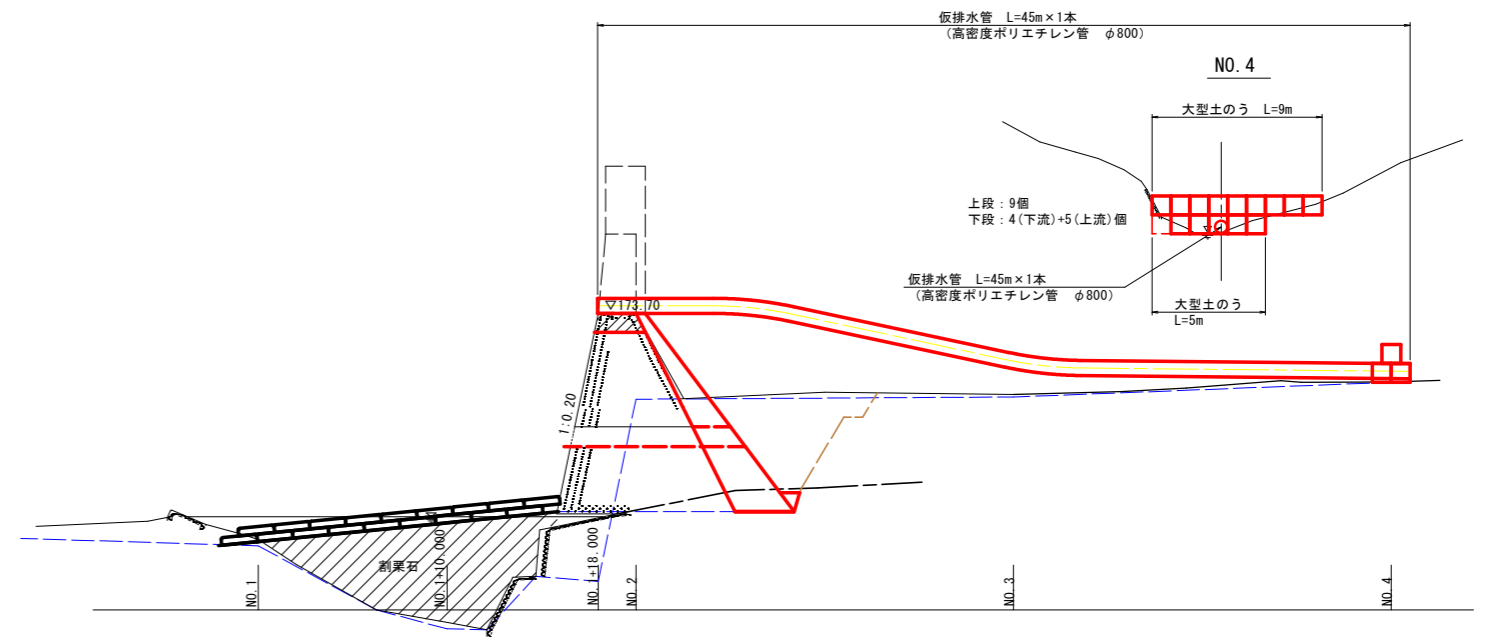 仮排水管 L=45m×1本
(高密度ポリエチレン管 φ800)
NO.4
大型土のう L=9m
上段:9個
下段:4(下流)+5(上流)個
仮排水管 L=45m×1本
(高密度ポリエチレン管 φ800)
大型土のう
L=5m
▽173.70
1:0.20
割栗石
NO.1
NO.1+10.000
NO.1+18.000
NO.2
NO.3
NO.4